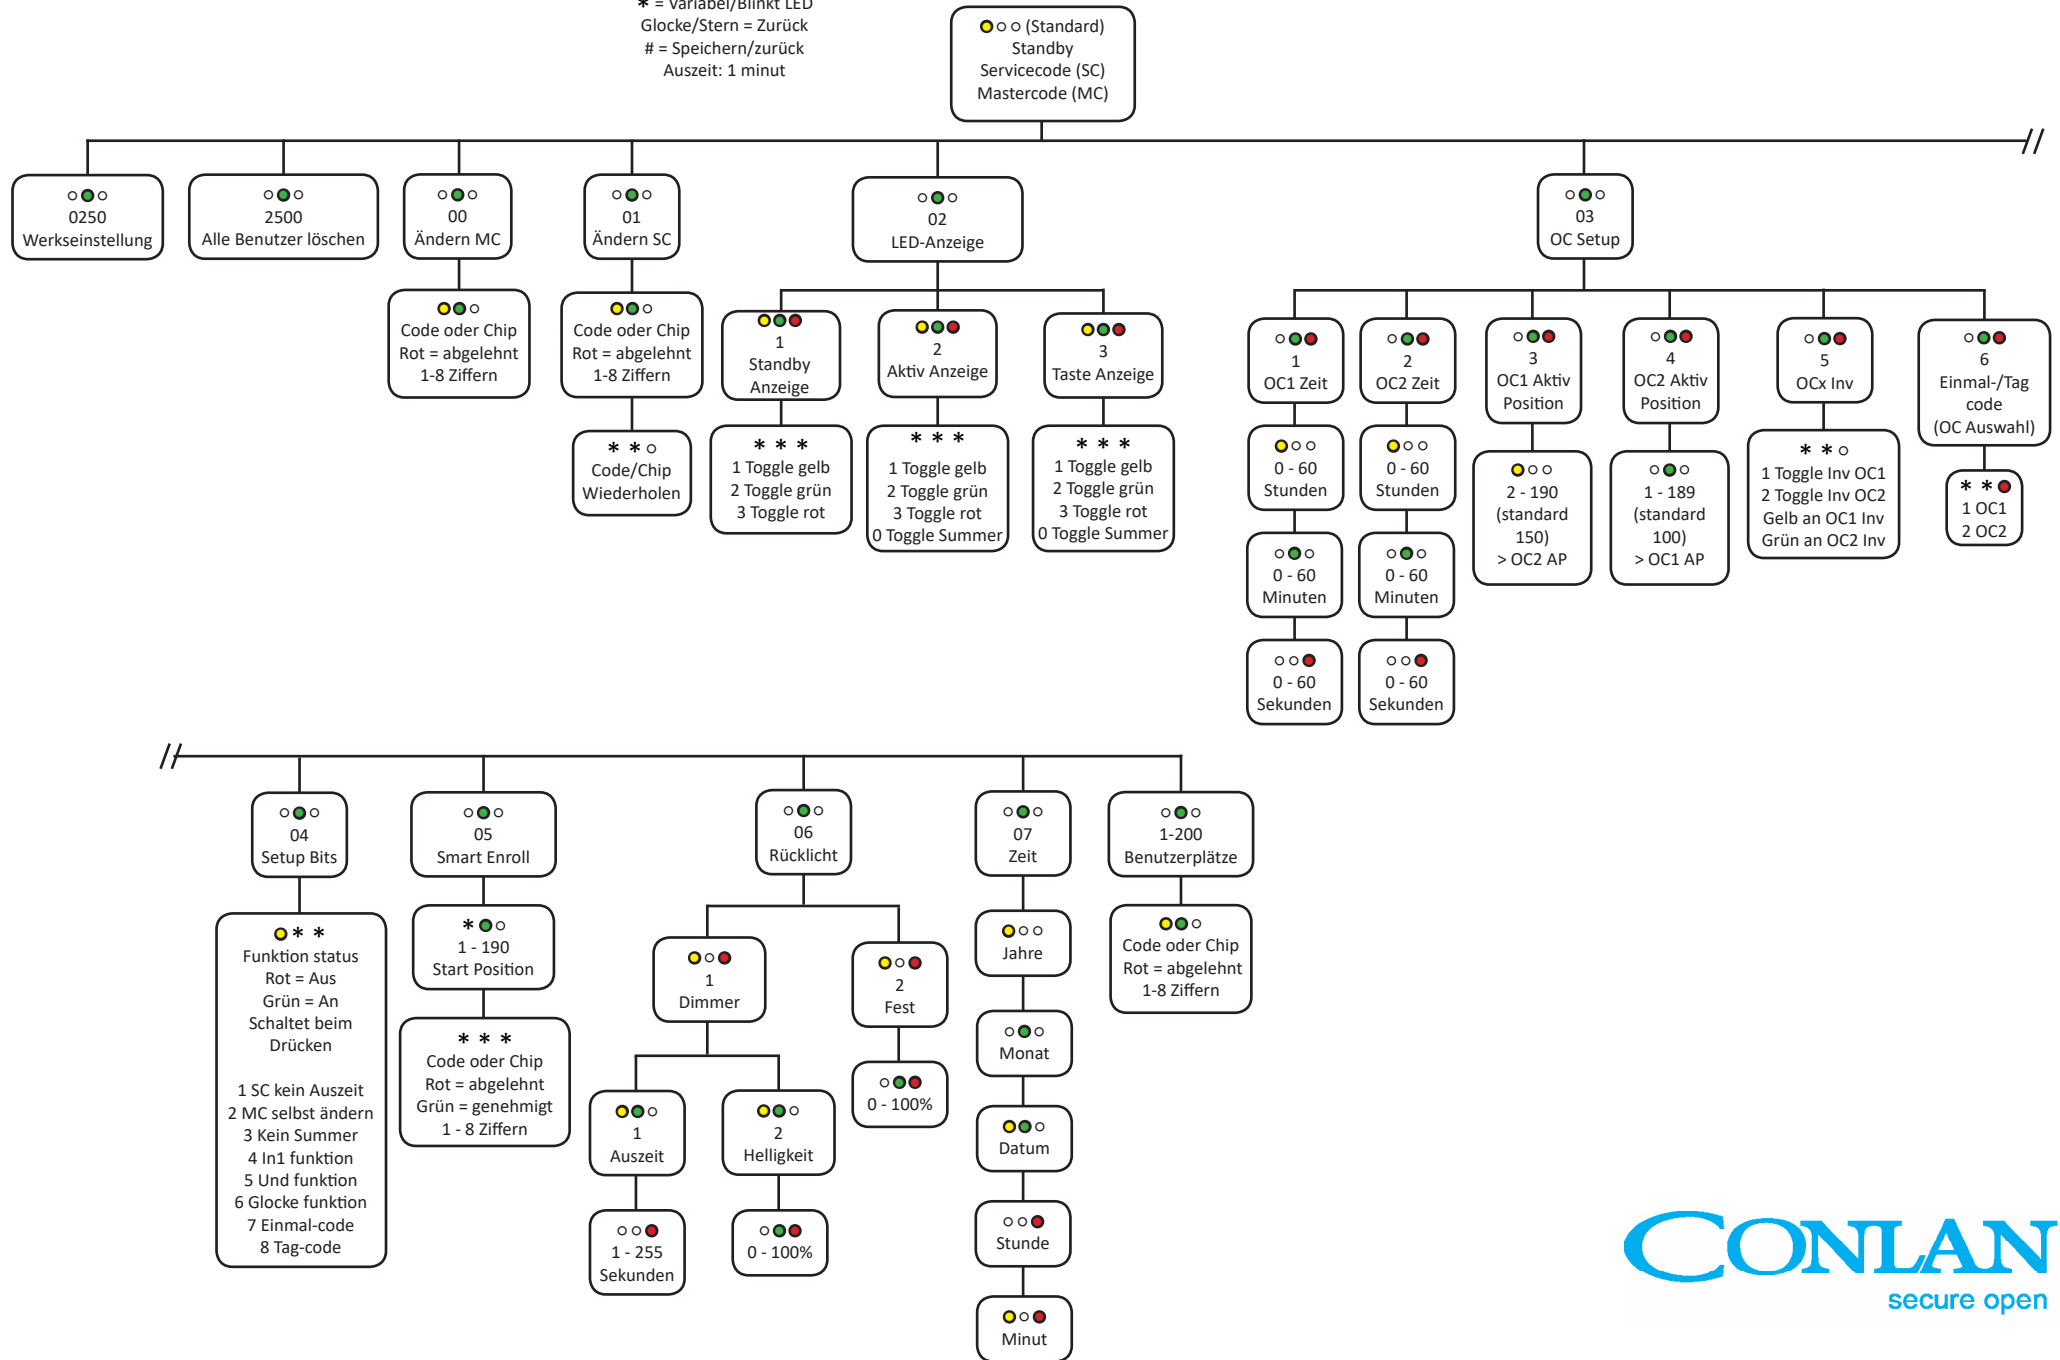 * = Variabel/Blinkt LED
Glocke/Stern = Zurück
# = Speichern/zurück
Auszeit: 1 minut
(Standard)
Standby
Servicecode (SC)
Mastercode (MC)
0250
Werkseinstellung
2500
Alle Benutzer löschen
00
Ändern MC
Code oder Chip
Rot = abgelehnt
1-8 Ziffern
01
Ändern SC
Code oder Chip
Rot = abgelehnt
1-8 Ziffern
* *
Code/Chip
Wiederholen
02
LED-Anzeige
1
Standby
Anzeige
* * *
1 Toggle gelb
2 Toggle grün
3 Toggle rot
2
Aktiv Anzeige
* * *
1 Toggle gelb
2 Toggle grün
3 Toggle rot
0 Toggle Summer
3
Taste Anzeige
* * *
1 Toggle gelb
2 Toggle grün
3 Toggle rot
0 Toggle Summer
03
OC Setup
1
OC1 Zeit
0 - 60
Stunden
0 - 60
Minuten
0 - 60
Sekunden
2
OC2 Zeit
0 - 60
Stunden
0 - 60
Minuten
0 - 60
Sekunden
3
OC1 Aktiv
Position
2 - 190
(standard
150)
> OC2 AP
4
OC2 Aktiv
Position
1 - 189
(standard
100)
> OC1 AP
5
OCx Inv
* *
1 Toggle Inv OC1
2 Toggle Inv OC2
Gelb an OC1 Inv
Grün an OC2 Inv
6
Einmal-/Tag
code
(OC Auswahl)
* *
1 OC1
2 OC2
//
//
04
Setup Bits
* *
Funktion status
Rot = Aus
Grün = An
Schaltet beim
Drücken
1 SC kein Auszeit
2 MC selbst ändern
3 Kein Summer
4 In1 funktion
5 Und funktion
6 Glocke funktion
7 Einmal-code
8 Tag-code
05
Smart Enroll
*
1 - 190
Start Position
* * *
Code oder Chip
Rot = abgelehnt
Grün = genehmigt
1 - 8 Ziffern
06
Rücklicht
1
Dimmer
1
Auszeit
1 - 255
Sekunden
2
Helligkeit
0 - 100%
2
Fest
0 - 100%
07
Zeit
Jahre
Monat
Datum
Stunde
Minut
1-200
Benutzerplätze
Code oder Chip
Rot = abgelehnt
1-8 Ziffern
CONLAN
secure open